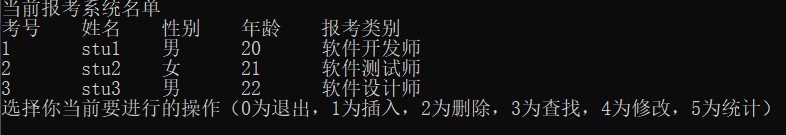 当前报考系统名单
考号 姓名 性别 年龄 报考类别
1 stu1 男 20 软件开发师
2 stu2 女 21 软件测试师
3 stu3 男 22 软件设计师
选择你当前要进行的操作（0为退出，1为插入，2为删除，3为查找，4为修改，5为统计）